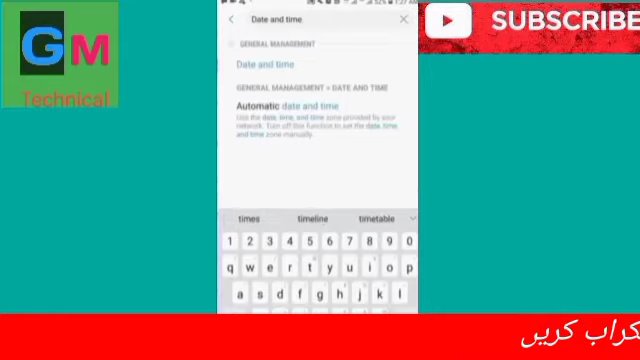 1:27 AM
Date and time
GM
Technical
SUBSCRIBE
GENERAL MANAGEMENT
Date and time
GENERAL MANAGEMENT > DATE AND TIME
Automatic date and time
Use the date, time, and time zone provided by your
network. Turn off this function to set the date, time,
and time zone manually.
times timeline timetable
1 2 3 4 5 6 7 8 9 0
q w e r t y u i o p
a s d f g h j k l
کراب کریں